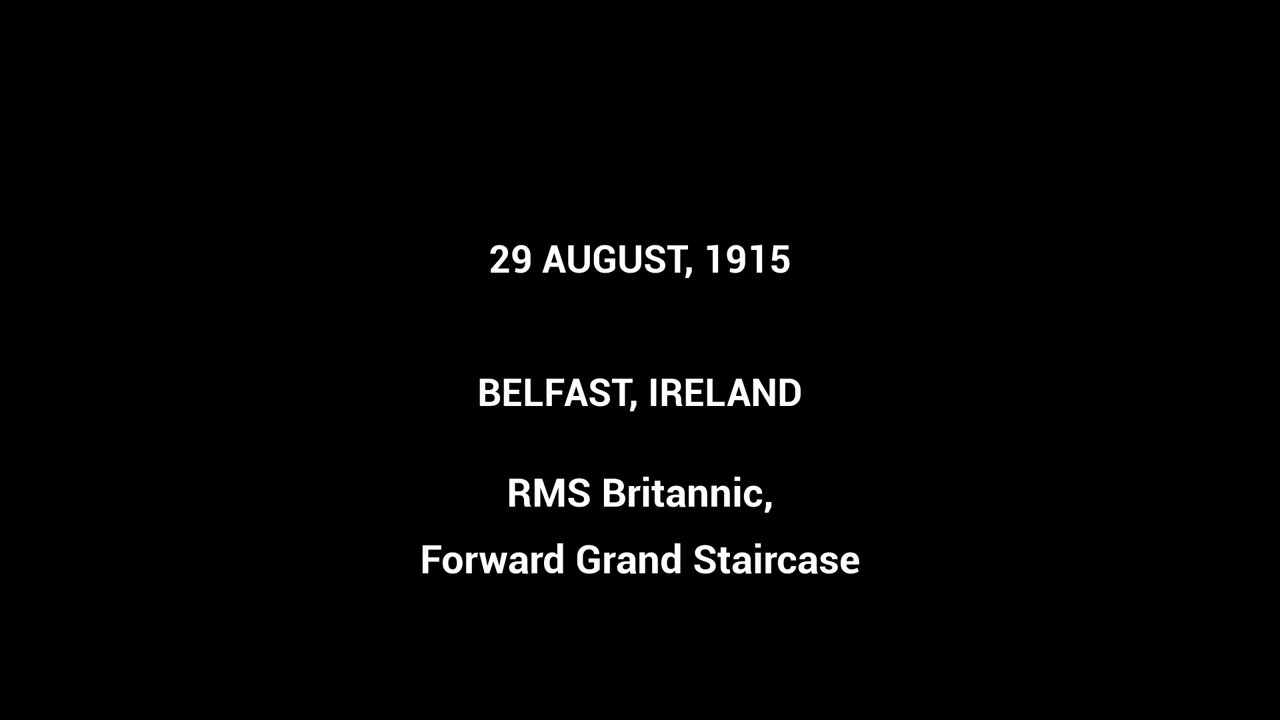 29 AUGUST, 1915
BELFAST, IRELAND
RMS Britannic,
Forward Grand Staircase